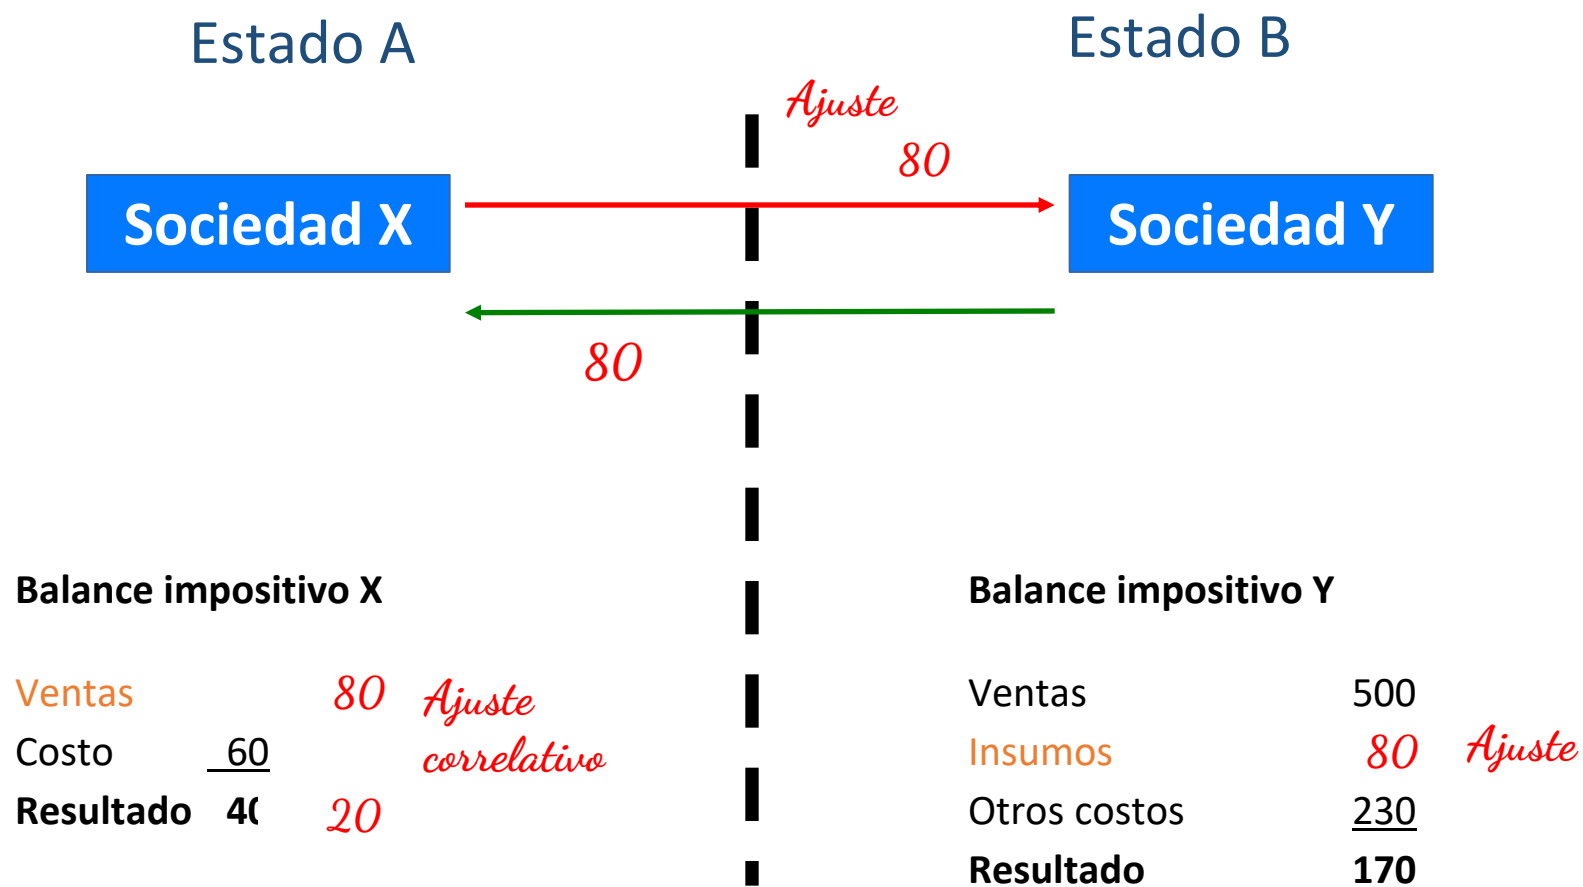 Estado A
Estado B
Ajuste
80
Sociedad X
Sociedad Y
80
Balance impositivo X
Ventas 80 Ajuste
Costo 60 correlativo
Resultado 40 20
Balance impositivo Y
Ventas 500
Insumos 80 Ajuste
Otros costos 230
Resultado 170